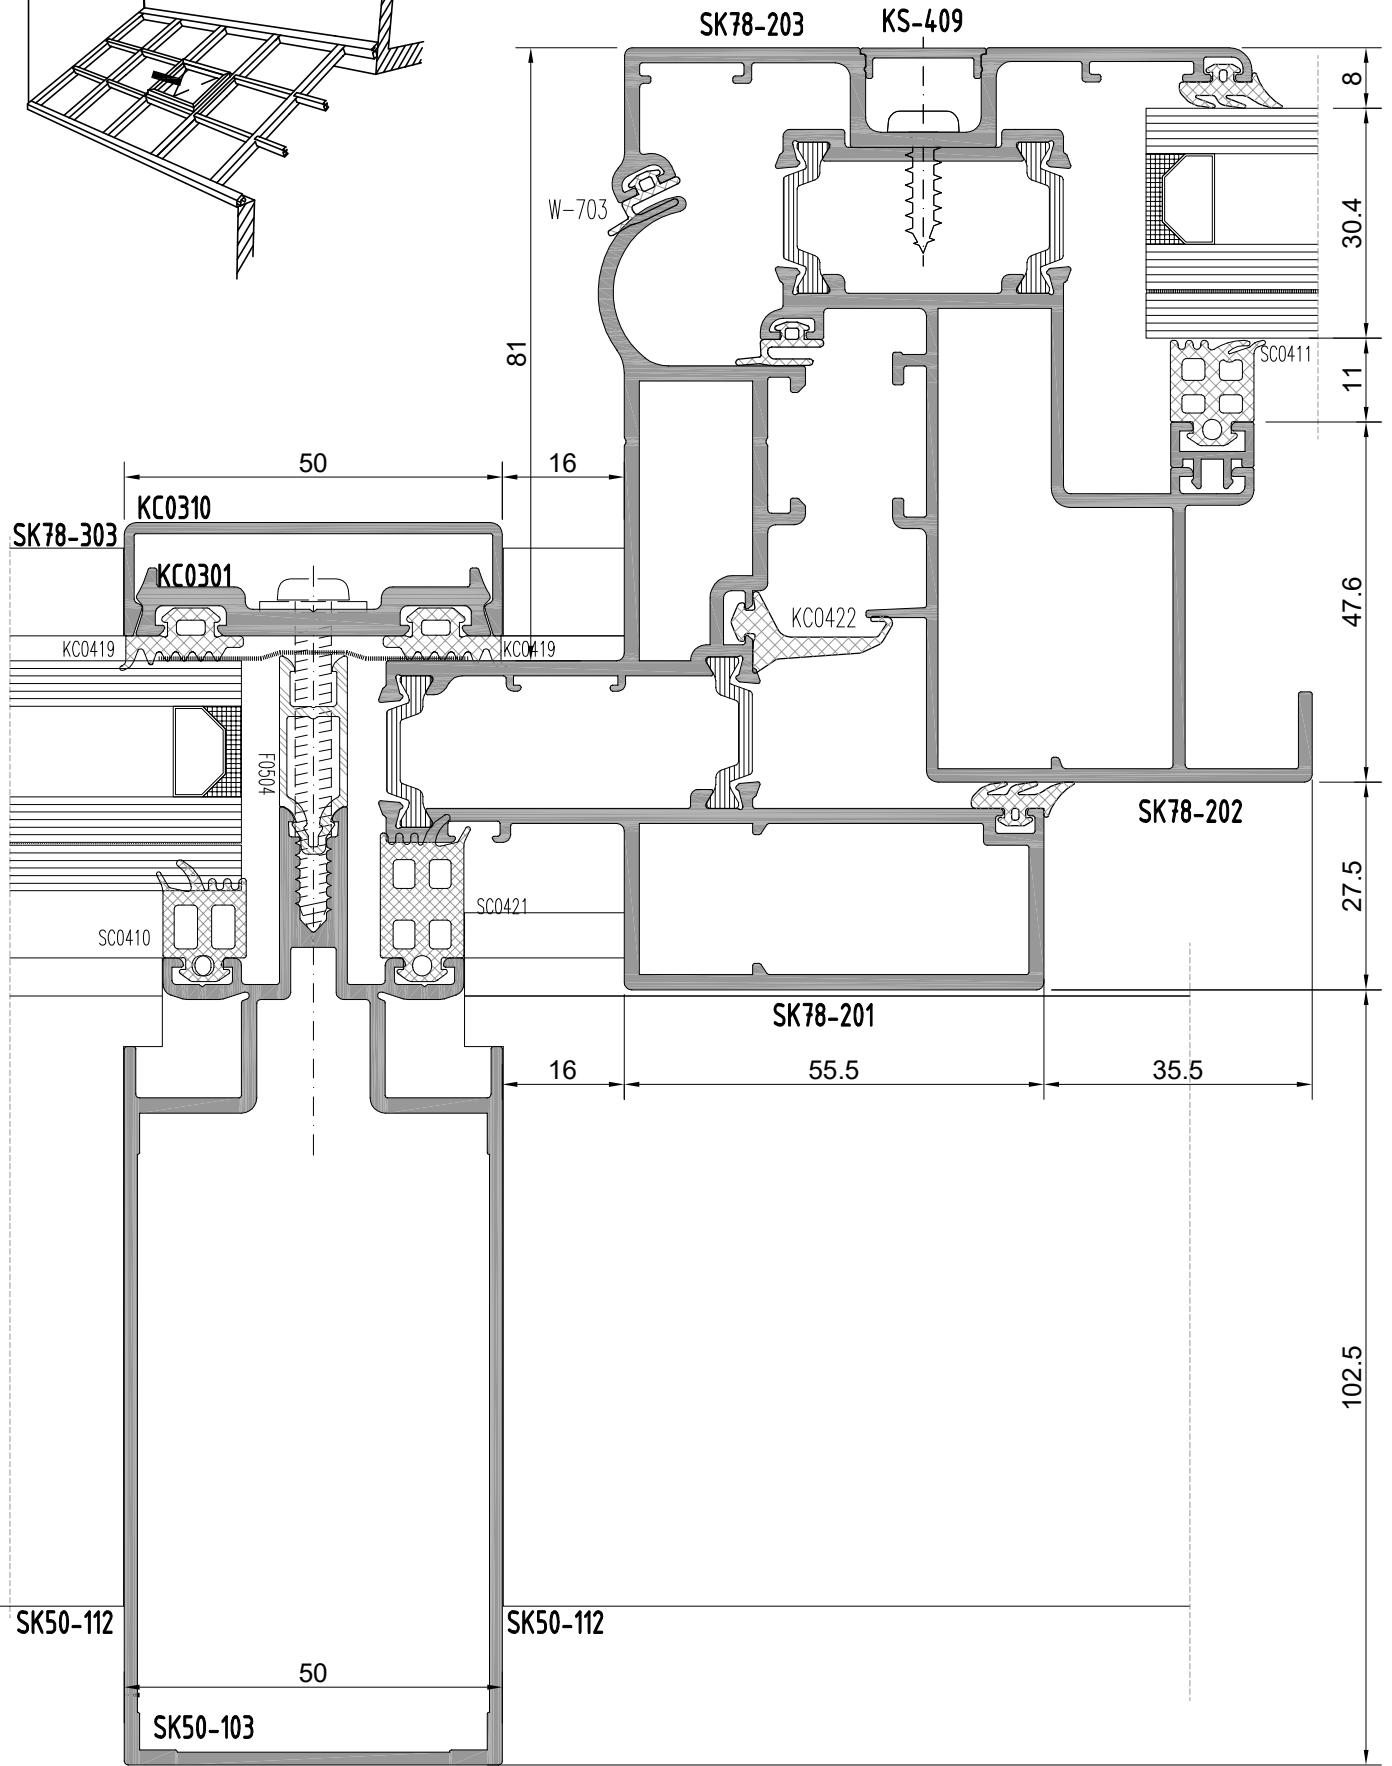 SK78-203
KS-409
8
W-703
30.4
81
SC0411
11
50
16
KC0310
SK78-303
KC0301
47.6
KC0422
KC0419
KC0419
F0504
SK78-202
27.5
SC0421
SC0410
SK78-201
16
55.5
35.5
102.5
SK50-112
SK50-112
50
SK50-103